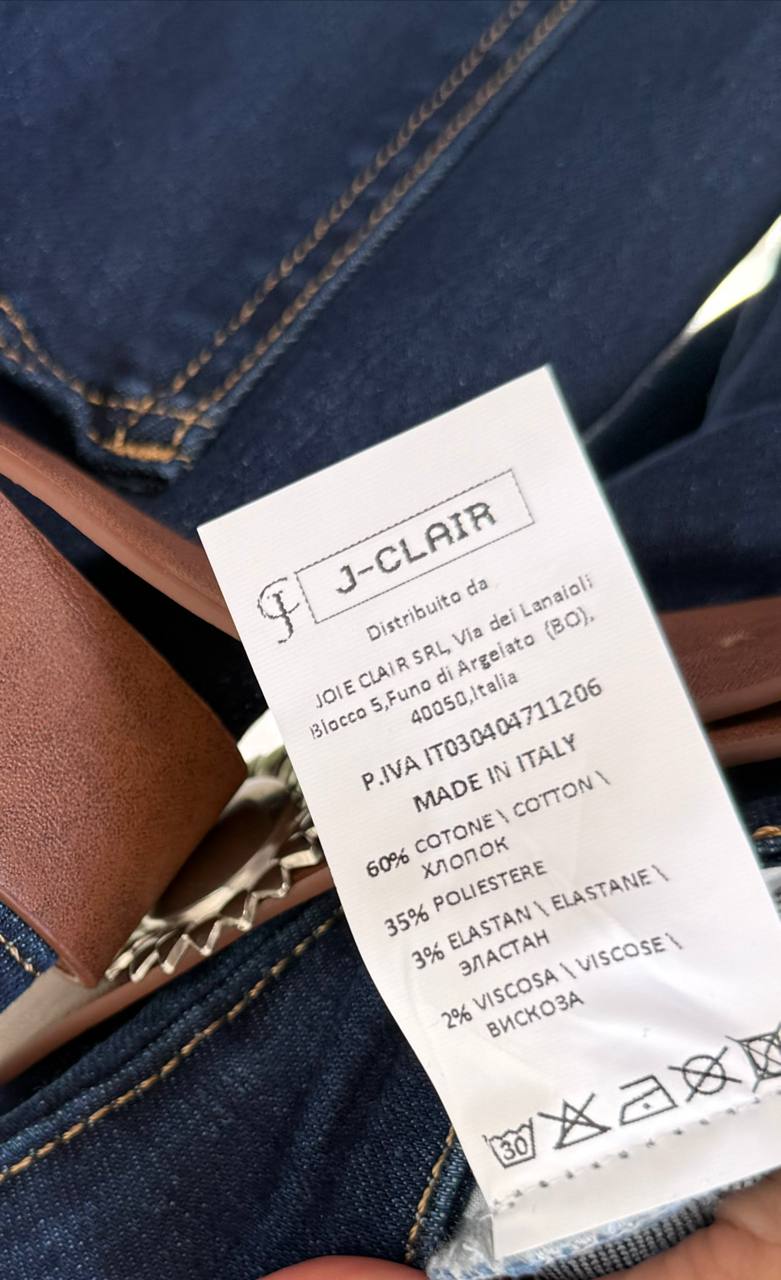 J-CLAIR
Distribuito da
JOIE CLAIR SRL, Via dei Lanaioli
Blocco 5,Funo di Argelato (BO),
40050,Italia
P.IVA IT030404711206
MADE IN ITALY
60% COTONE \ COTTON \
ХЛОПОК
35% POLIESTERE
3% ELASTAN \ ELASTANE \
ЭЛАСТАН
2% VISCOSA \ VISCOSE \
ВИСКОЗА
30